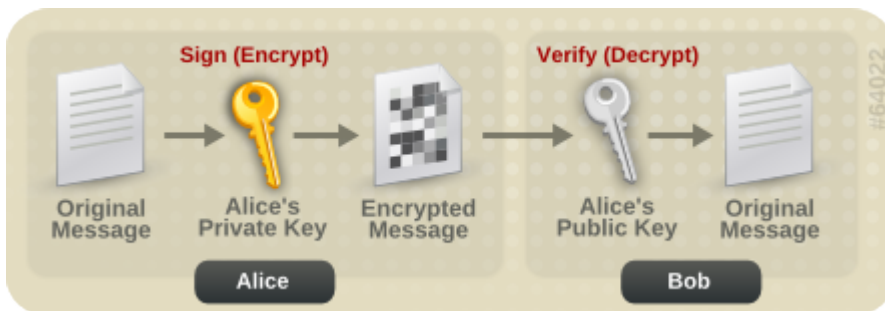 Sign (Encrypt)
Verify (Decrypt)
#64022
Original
Message
Alice's
Private Key
Encrypted
Message
Alice's
Public Key
Original
Message
Alice
Bob